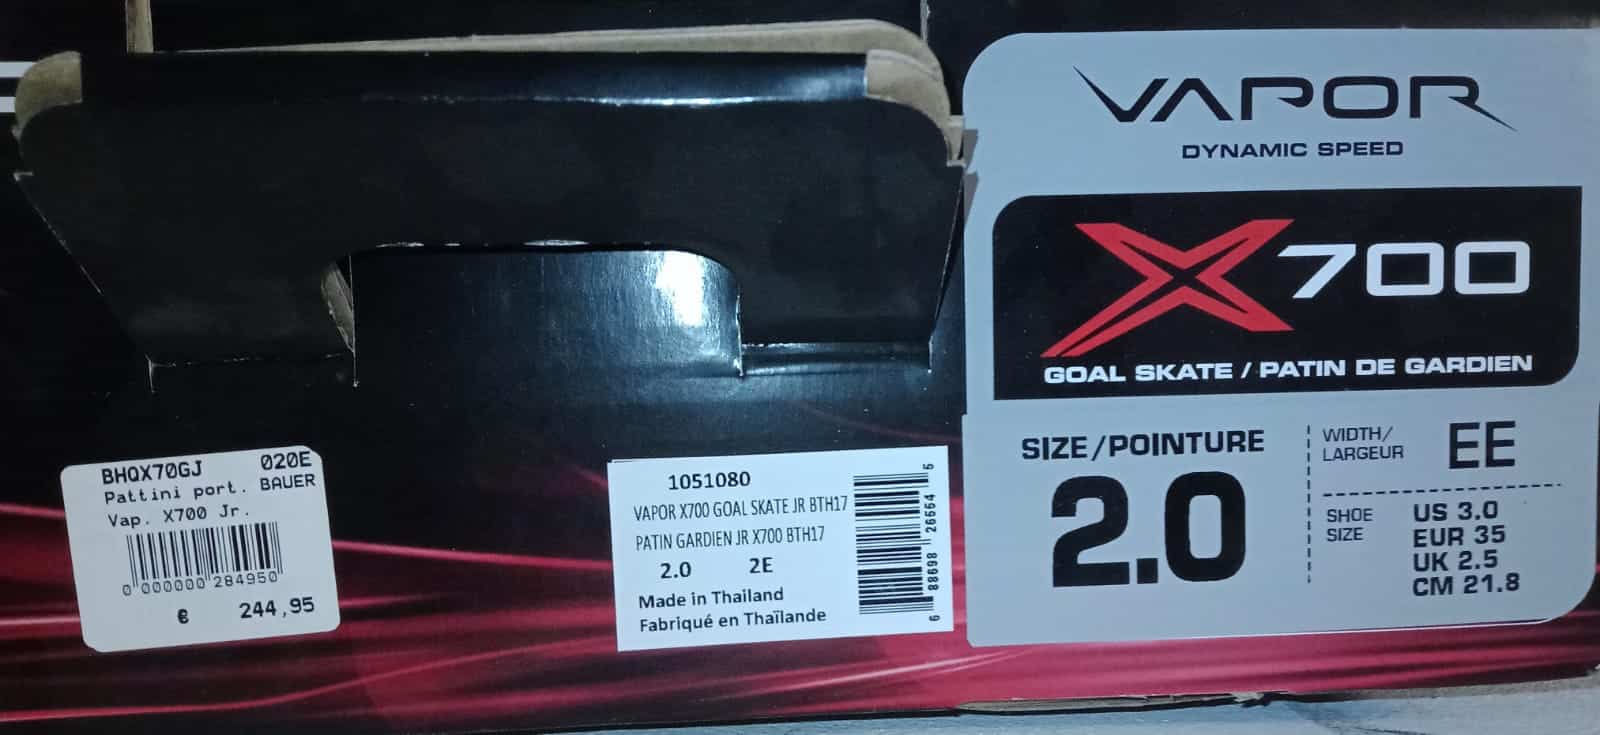 VAPOR
DYNAMIC SPEED
X700
GOAL SKATE / PATIN DE GARDIEN
SIZE/POINTURE
2.0
WIDTH/
LARGEUR
EE
SHOE
SIZE
US 3.0
EUR 35
UK 2.5
CM 21.8
BHQX70GJ 020E
Pattini port. BAUER
Vap. X700 Jr.
0 000000 284950
€ 244,95
1051080
VAPOR X700 GOAL SKATE JR BTH17
PATIN GARDIEN JR X700 BTH17
2.0 2E
Made in Thailand
Fabriqué en Thaïlande
6 88698 26664 5